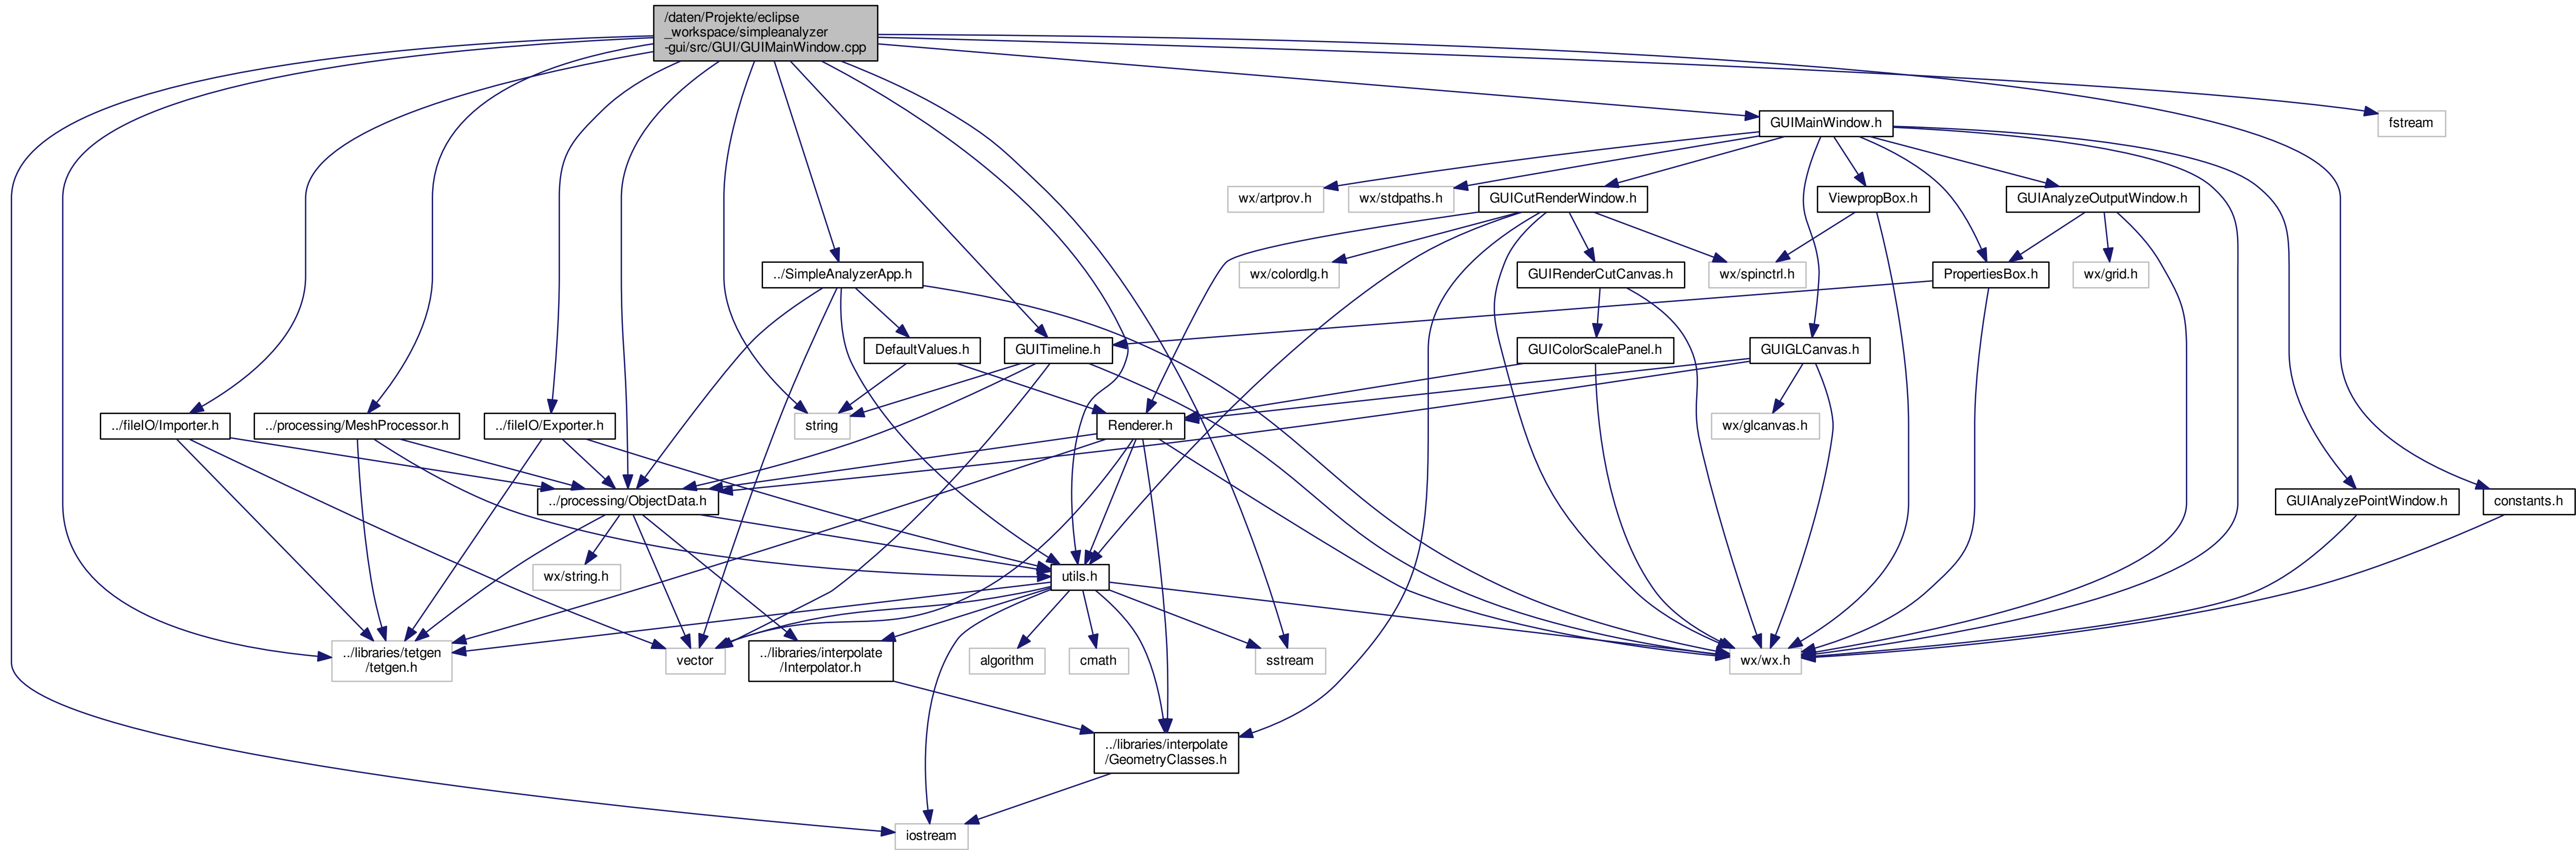 /daten/Projekte/eclipse
_workspace/simpleanalyzer
-gui/src/GUI/GUIMainWindow.cpp
GUIMainWindow.h
fstream
wx/artprov.h
wx/stdpaths.h
GUICutRenderWindow.h
ViewpropBox.h
GUIAnalyzeOutputWindow.h
../SimpleAnalyzerApp.h
wx/colordlg.h
GUIRenderCutCanvas.h
wx/spinctrl.h
PropertiesBox.h
wx/grid.h
DefaultValues.h
GUITimeline.h
GUIColorScalePanel.h
GUIGLCanvas.h
../fileIO/Importer.h
../processing/MeshProcessor.h
../fileIO/Exporter.h
string
Renderer.h
wx/glcanvas.h
../processing/ObjectData.h
GUIAnalyzePointWindow.h
constants.h
wx/string.h
utils.h
../libraries/tetgen
/tetgen.h
vector
../libraries/interpolate
/Interpolator.h
algorithm
cmath
sstream
wx/wx.h
../libraries/interpolate
/GeometryClasses.h
iostream